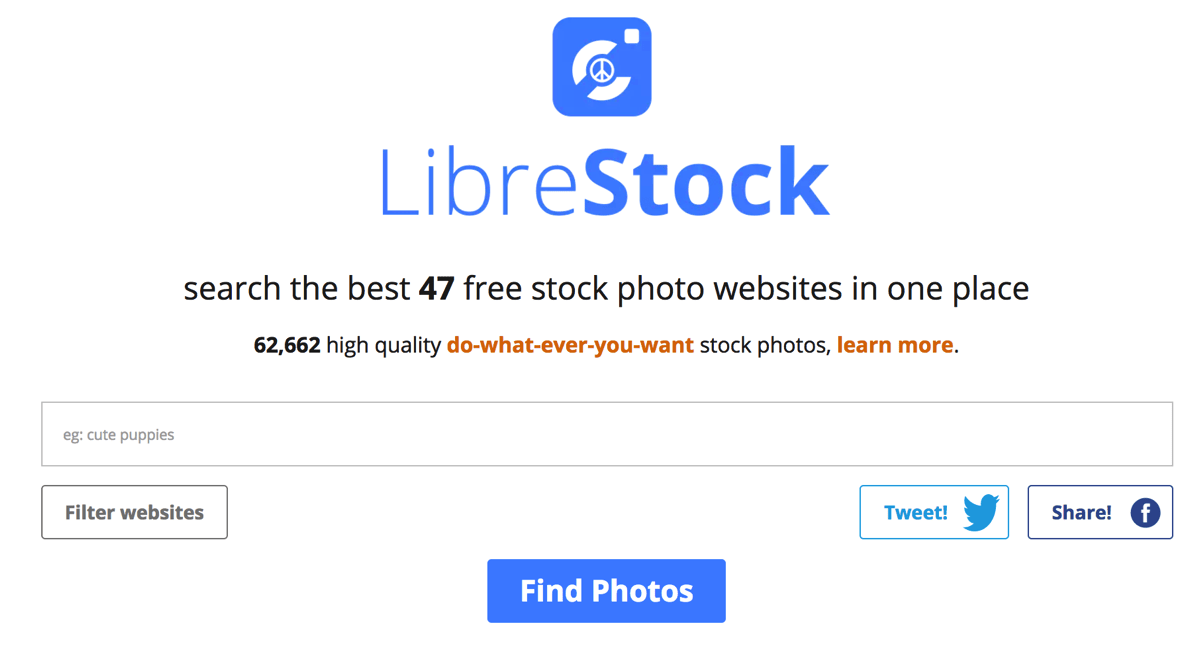 LibreStock
search the best 47 free stock photo websites in one place
62,662 high quality do-what-ever-you-want stock photos, learn more.
eg: cute puppies
Filter websites
Tweet!
Share!
Find Photos